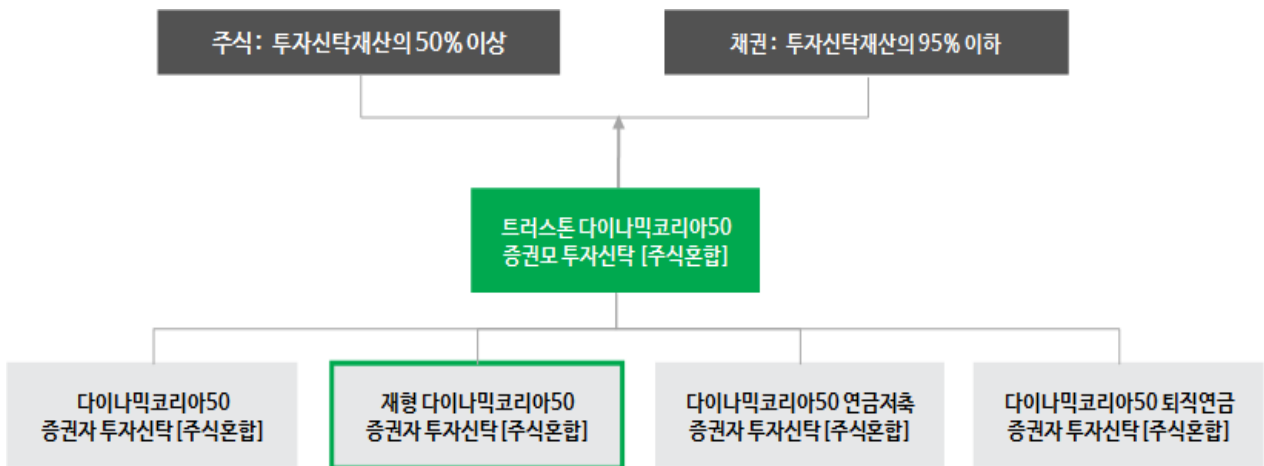 주식: 투자신탁재산의 50% 이상
채권: 투자신탁재산의 95% 이하
트러스톤 다이나믹코리아50
증권모 투자신탁 [주식혼합]
다이나믹코리아50
증권자 투자신탁 [주식혼합]
재형 다이나믹코리아50
증권자 투자신탁 [주식혼합]
다이나믹코리아50 연금저축
증권자 투자신탁 [주식혼합]
다이나믹코리아50 퇴직연금
증권자 투자신탁 [주식혼합]